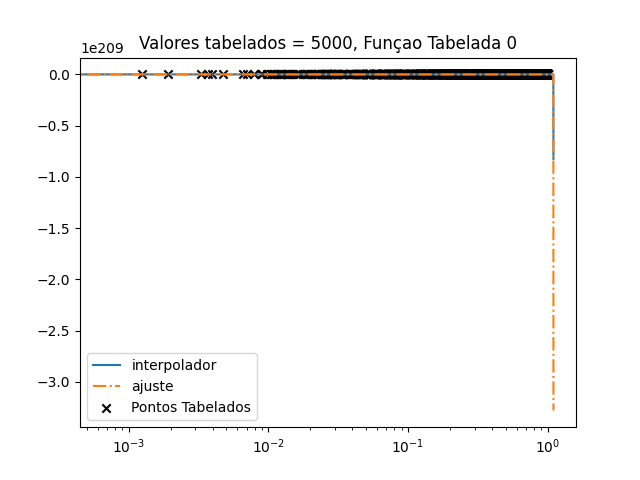 Valores tabelados = 5000, Funçao Tabelada 0
1e209
0.0
−0.5
−1.0
−1.5
−2.0
−2.5
−3.0
interpolador
ajuste
Pontos Tabelados
10⁻³ 10⁻² 10⁻¹ 10⁰